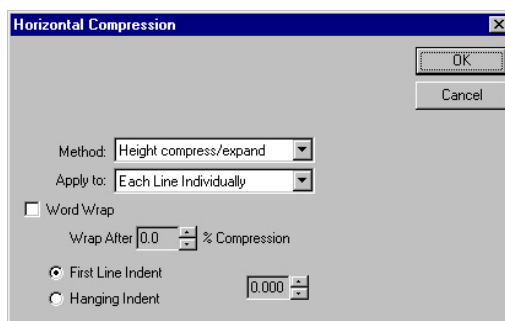 Horizontal Compression
OK
Cancel
Method: Height compress/expand
Apply to: Each Line Individually
Word Wrap
Wrap After 0.0 % Compression
First Line Indent
0.000
Hanging Indent